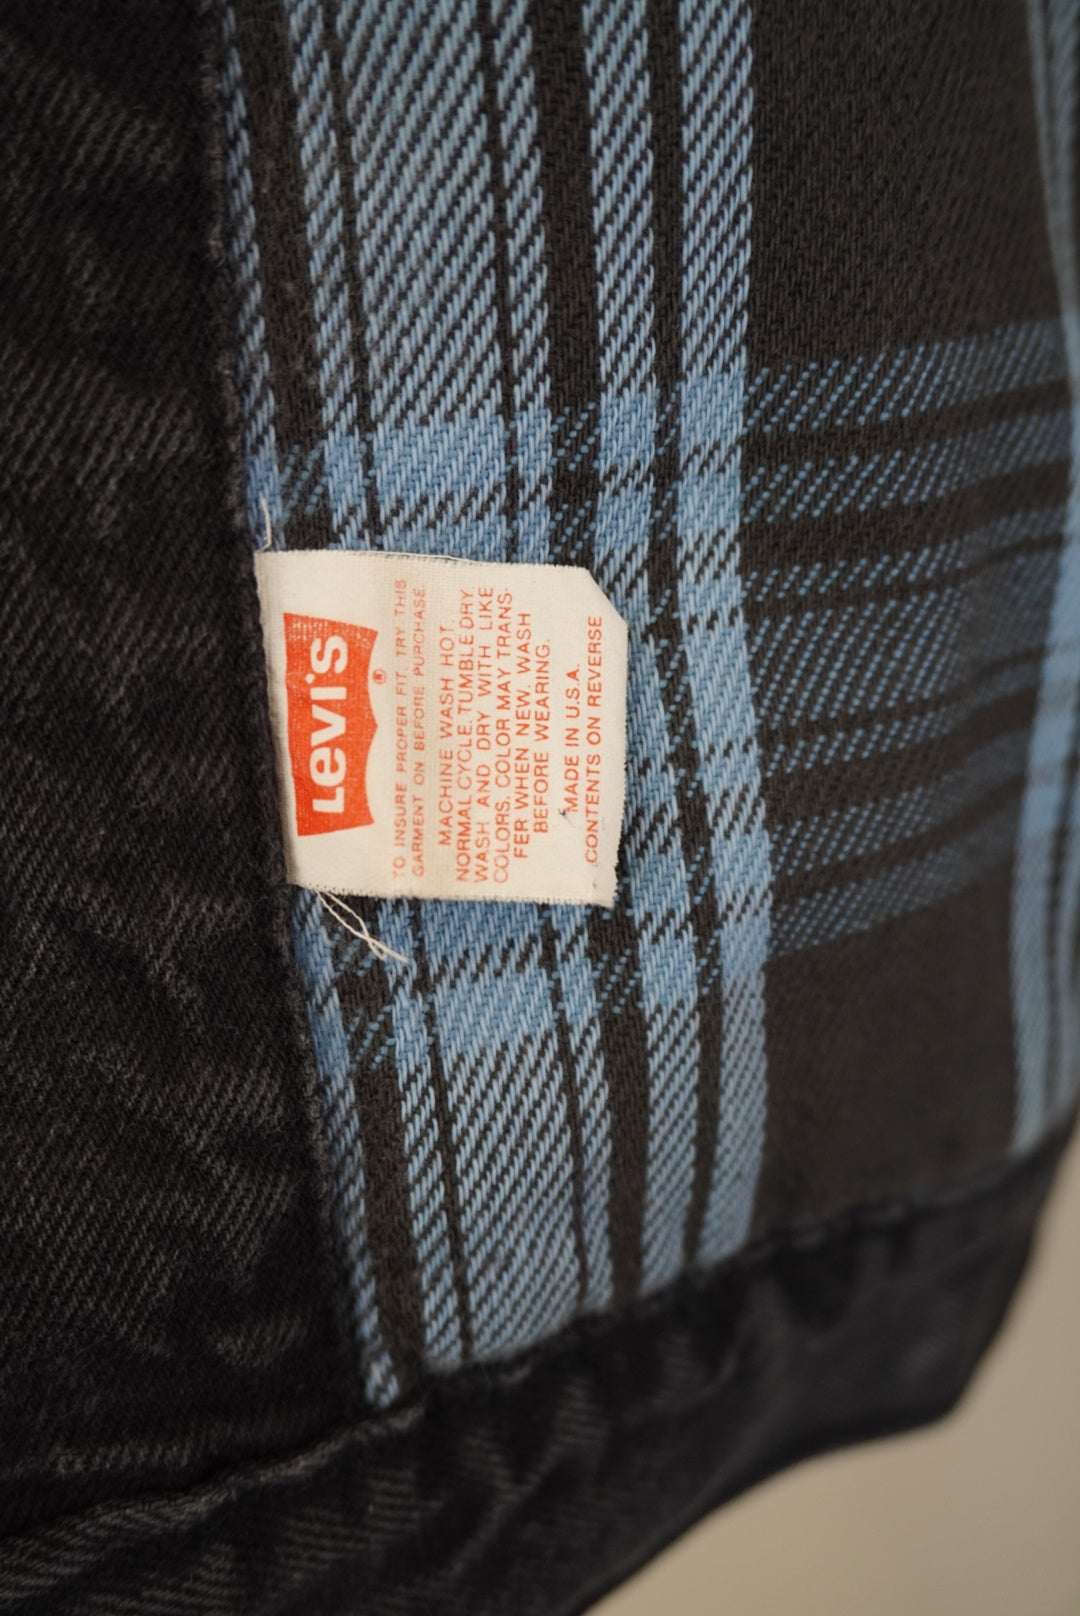 Levi's
®
TO INSURE PROPER FIT, TRY THIS
GARMENT ON BEFORE PURCHASE
MACHINE WASH HOT,
NORMAL CYCLE. TUMBLE DRY.
WASH AND DRY WITH LIKE
COLORS. COLOR MAY TRANS-
FER WHEN NEW. WASH
BEFORE WEARING.
MADE IN U.S.A.
CONTENTS ON REVERSE